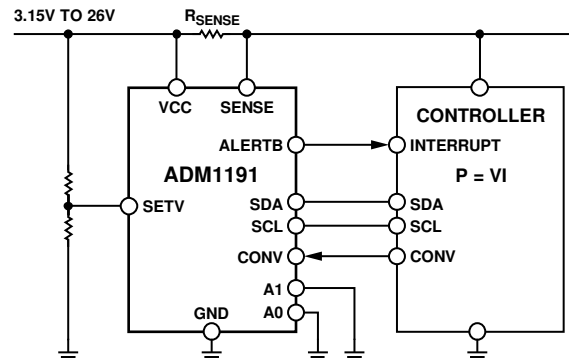 3.15V TO 26V
RSENSE
VCC
SENSE
CONTROLLER
ALERTB
INTERRUPT
ADM1191
P = VI
SETV
SDA
SDA
SCL
SCL
CONV
CONV
A1
GND
A0